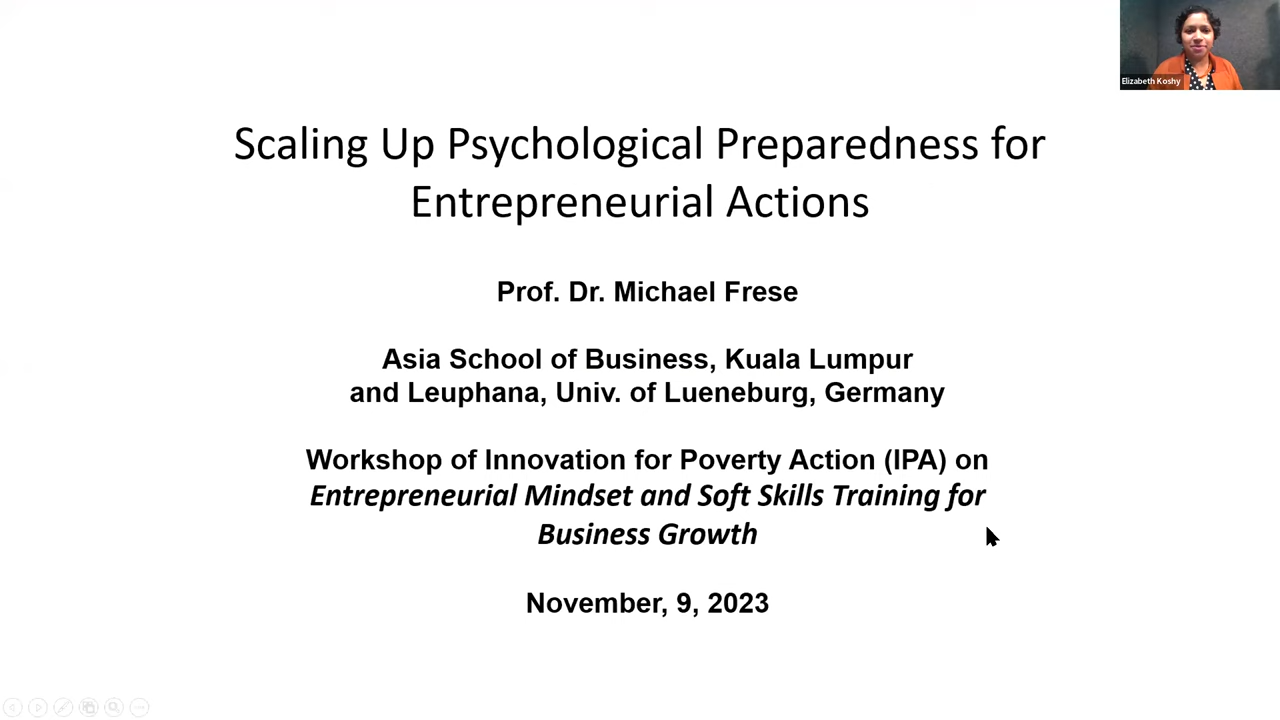 Elizabeth Koshy
Scaling Up Psychological Preparedness for
Entrepreneurial Actions
Prof. Dr. Michael Frese
Asia School of Business, Kuala Lumpur
and Leuphana, Univ. of Lueneburg, Germany
Workshop of Innovation for Poverty Action (IPA) on
Entrepreneurial Mindset and Soft Skills Training for
Business Growth
November, 9, 2023